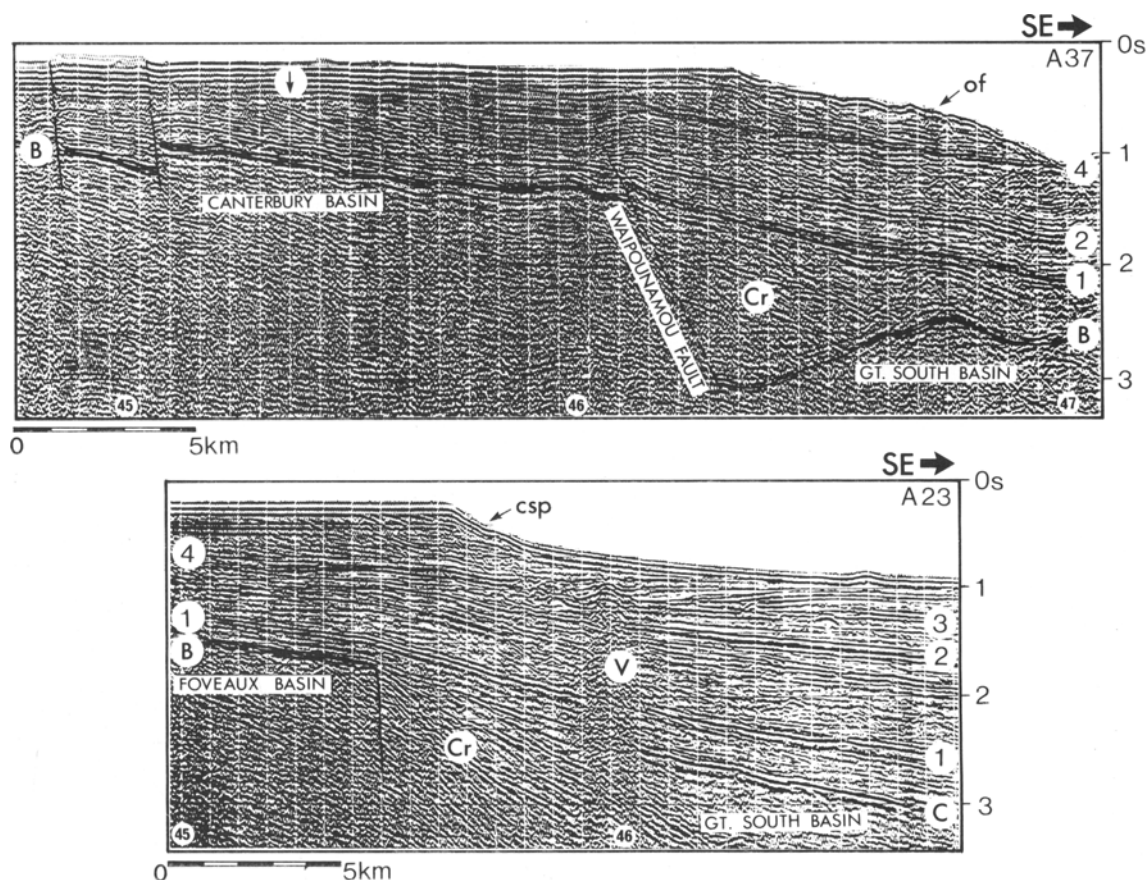 SE
0s
A37
of
B
1
4
CANTERBURY BASIN
WAIPOUNAMOU FAULT
2
2
1
Cr
B
GT. SOUTH BASIN
3
45
46
47
0
5km
SE
0s
A23
csp
4
1
1
3
B
2
FOVEAUX BASIN
V
2
Cr
1
C
3
GT. SOUTH BASIN
45
46
0
5km